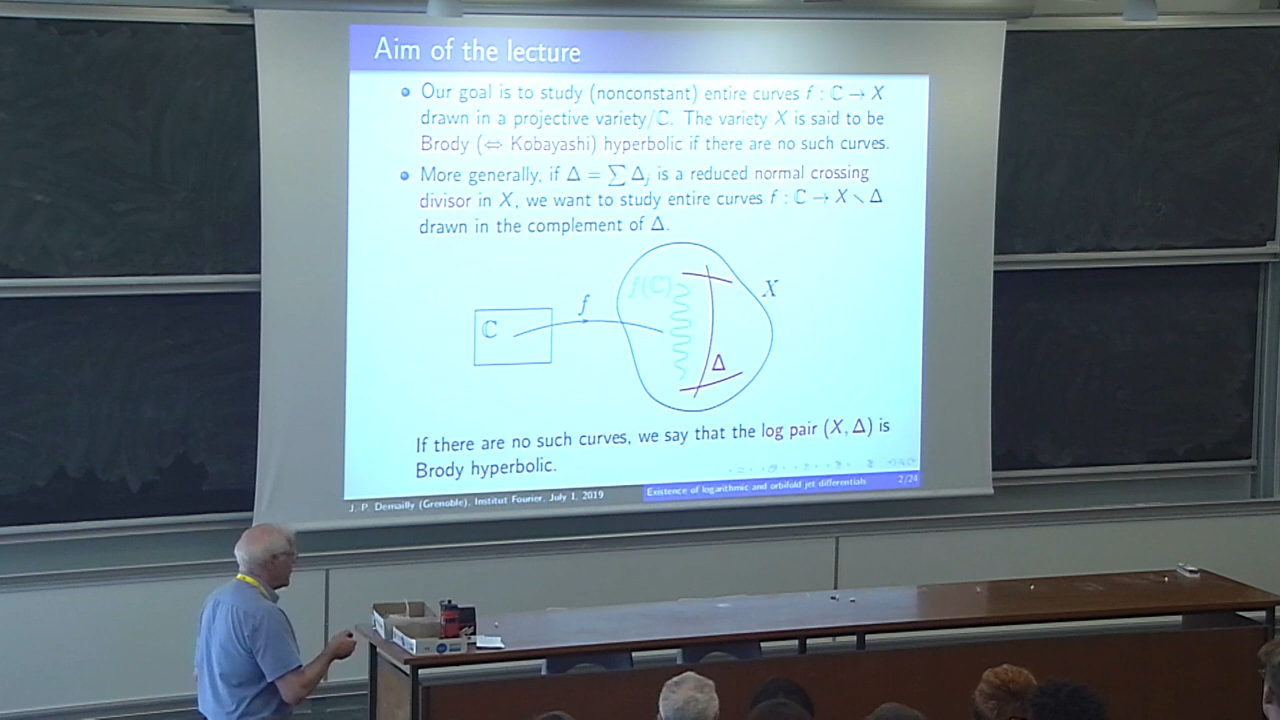 Aim of the lecture
Our goal is to study (nonconstant) entire curves f : ℂ → X
drawn in a projective variety/ℂ. The variety X is said to be
Brody (⇔ Kobayashi) hyperbolic if there are no such curves.
More generally, if Δ = ∑ Δⱼ is a reduced normal crossing
divisor in X, we want to study entire curves f : ℂ → X ∖ Δ
drawn in the complement of Δ.
f(ℂ)
X
f
ℂ
Δ
If there are no such curves, we say that the log pair (X, Δ) is
Brody hyperbolic.
J. P. Demailly (Grenoble), Institut Fourier, July 1, 2019
Existence of logarithmic and orbifold jet differentials
2/24